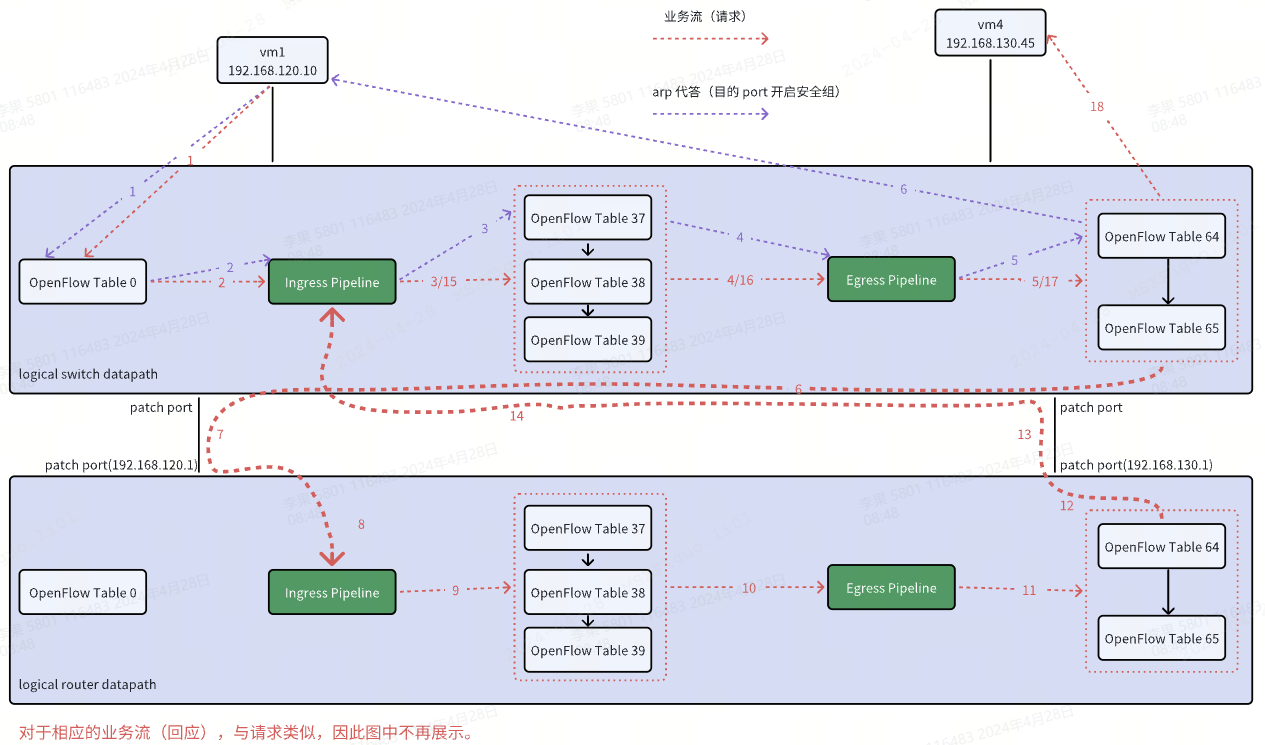 业务流（请求）
vm1
192.168.120.10
vm4
192.168.130.45
arp 代答（目的 port 开启安全组）
18
1
1
6
OpenFlow Table 37
3
4
OpenFlow Table 64
2
5
OpenFlow Table 0
2
Ingress Pipeline
3/15
OpenFlow Table 38
4/16
Egress Pipeline
5/17
OpenFlow Table 65
OpenFlow Table 39
logical switch datapath
6
patch port
14
patch port
7
13
patch port(192.168.120.1)
patch port(192.168.130.1)
12
8
OpenFlow Table 37
OpenFlow Table 64
OpenFlow Table 0
Ingress Pipeline
9
OpenFlow Table 38
10
Egress Pipeline
11
OpenFlow Table 65
OpenFlow Table 39
logical router datapath
对于相应的业务流（回应），与请求类似，因此图中不再展示。
李果 5801 116483 2024年4月28日
08:48